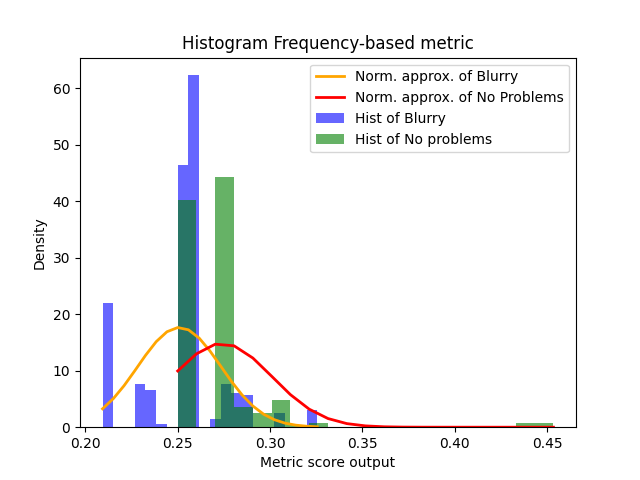 Histogram Frequency-based metric
Norm. approx. of Blurry
Norm. approx. of No Problems
Hist of Blurry
Hist of No problems
Density
60
50
40
30
20
10
0
0.20 0.25 0.30 0.35 0.40 0.45
Metric score output